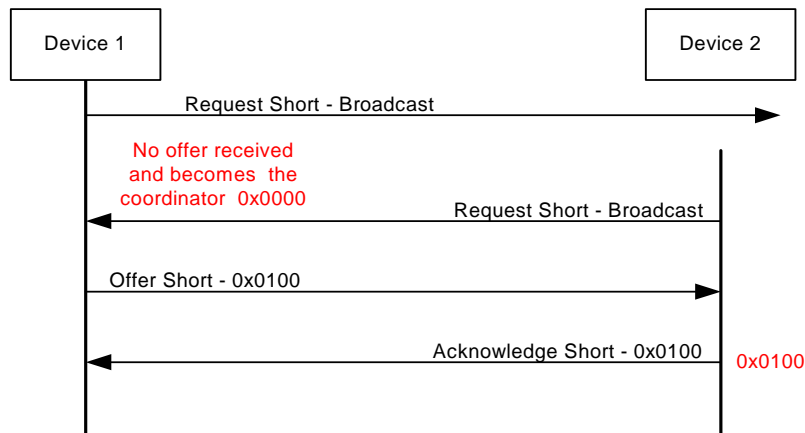 Device 1
Device 2
Request Short - Broadcast
No offer received
and becomes the
coordinator 0x0000
Request Short - Broadcast
Offer Short - 0x0100
Acknowledge Short - 0x0100
0x0100